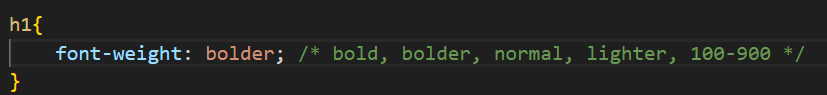 h1{
    font-weight: bolder; /* bold, bolder, normal, lighter, 100-900 */
}